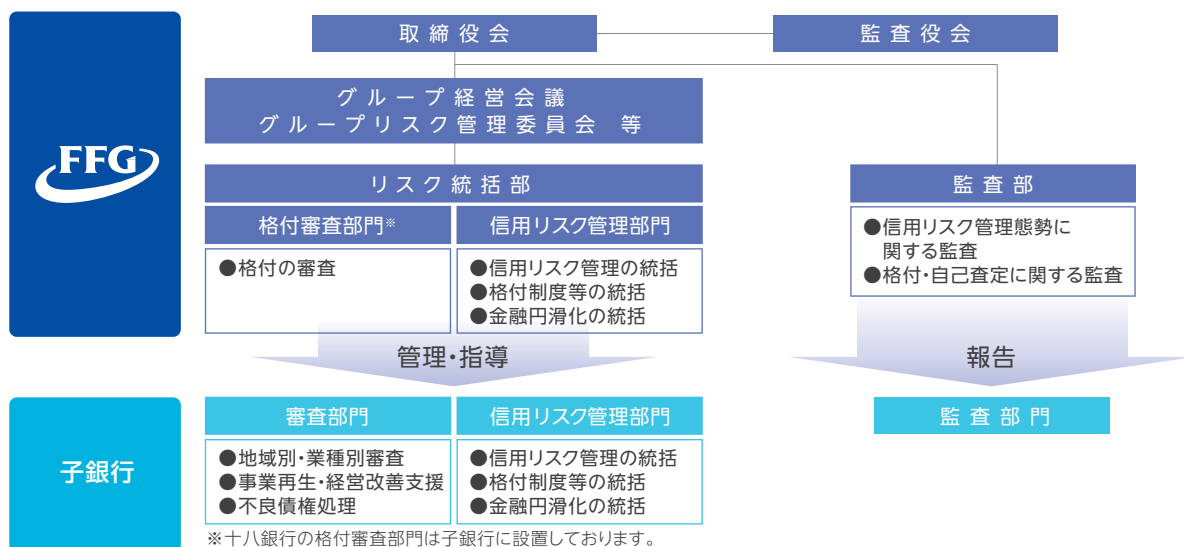 取締役会
監査役会
グループ経営会議
グループリスク管理委員会 等
FFG
リスク統括部
監査部
格付審査部門※
信用リスク管理部門
●格付の審査
●信用リスク管理の統括
●格付制度等の統括
●金融円滑化の統括
●信用リスク管理態勢に
関する監査
●格付・自己査定に関する監査
管理・指導
報告
子銀行
審査部門
信用リスク管理部門
監査部門
●地域別・業種別審査
●事業再生・経営改善支援
●不良債権処理
●信用リスク管理の統括
●格付制度等の統括
●金融円滑化の統括
※十八銀行の格付審査部門は子銀行に設置しております。